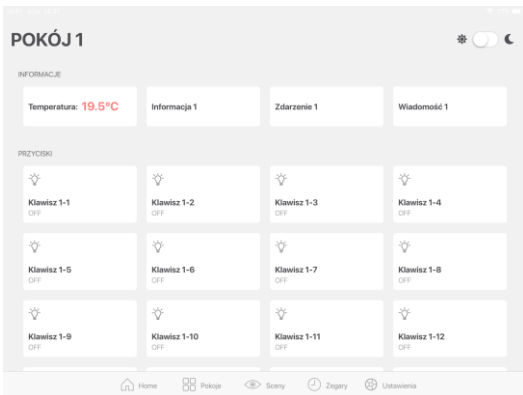 POKÓJ 1
INFORMACJE
Temperatura: 19.5°C
Informacja 1
Zdarzenie 1
Wiadomość 1
PRZYCISKI
Klawisz 1-1
OFF
Klawisz 1-2
OFF
Klawisz 1-3
OFF
Klawisz 1-4
OFF
Klawisz 1-5
OFF
Klawisz 1-6
OFF
Klawisz 1-7
OFF
Klawisz 1-8
OFF
Klawisz 1-9
OFF
Klawisz 1-10
OFF
Klawisz 1-11
OFF
Klawisz 1-12
OFF
Home
Pokoje
Sceny
Zegary
Ustawienia